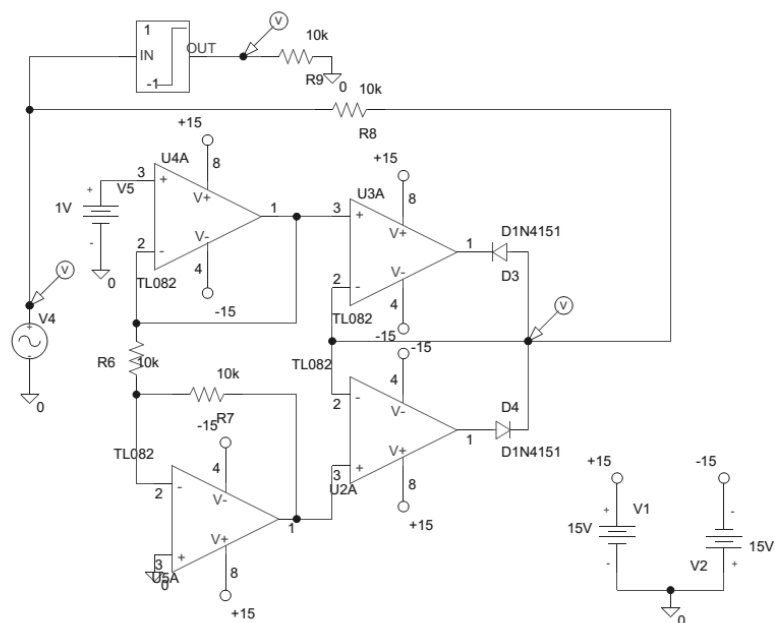 1
IN
OUT
-1
V
10k
R9
0
10k
R8
+15
8
U4A
3
+
V+
V5
+
1V
-
0
1
2
-
V-
4
TL082
-15
+15
8
U3A
3
+
V+
1
D1N4151
D3
2
-
V-
4
TL082
-15
V
V4
+
-
0
R6
10k
V
TL082
-15
4
2
-
V-
1
D4
D1N4151
V+
+
3
U2A
8
+15
10k
R7
-15
4
TL082
2
-
V-
1
V+
+
3
0
U5A
8
+15
+15
-15
+
V1
15V
-
-
15V
V2
+
0